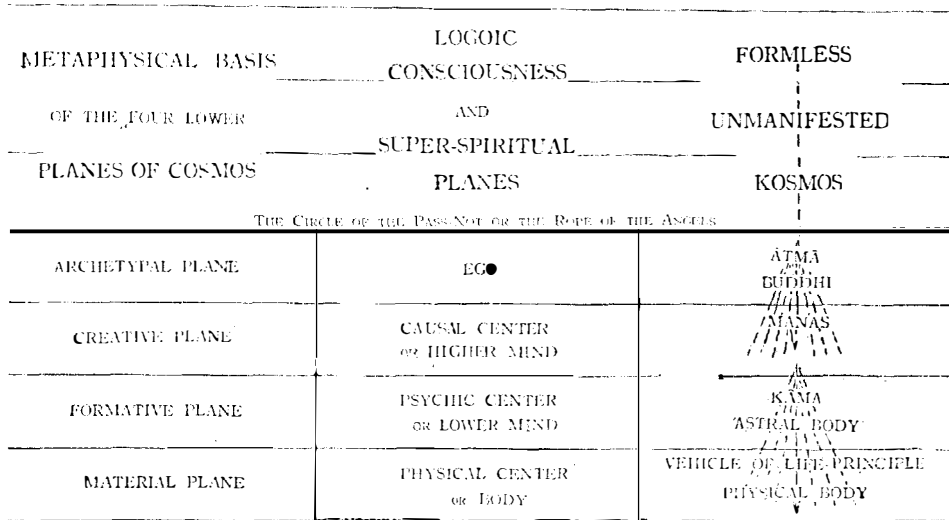 METAPHYSICAL BASIS
OF THE FOUR LOWER
PLANES OF COSMOS
LOGOIC
CONSCIOUSNESS
AND
SUPER-SPIRITUAL
PLANES
FORMLESS
UNMANIFESTED
KOSMOS
THE CIRCLE OF THE PASS-NOT OR THE ROPE OF THE ANGELS
ARCHETYPAL PLANE
EGO
ĀTMĀ
BUDDHI
CREATIVE PLANE
CAUSAL CENTER
OR HIGHER MIND
MANAS
FORMATIVE PLANE
PSYCHIC CENTER
OR LOWER MIND
KĀMA
ASTRAL BODY
MATERIAL PLANE
PHYSICAL CENTER
OR BODY
VEHICLE OF LIFE-PRINCIPLE
PHYSICAL BODY